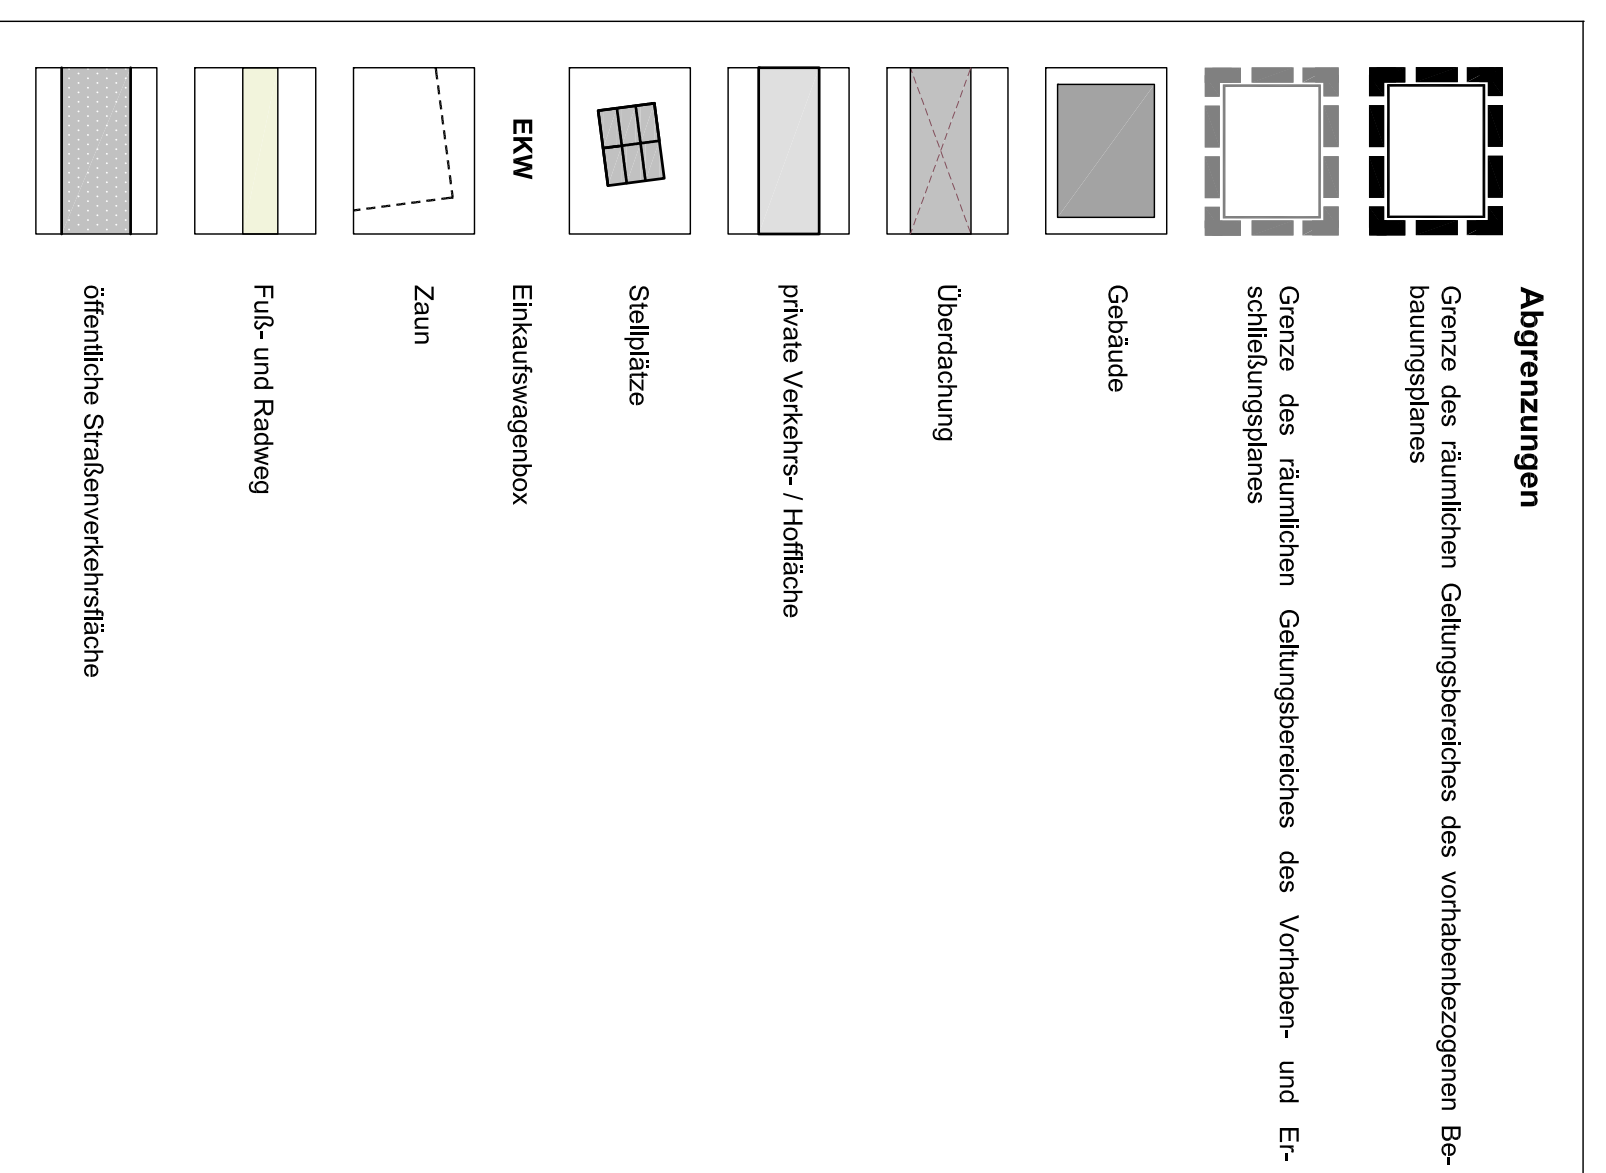 Abgrenzungen
Grenze des räumlichen Geltungsbereiches des vorhabenbezogenen Be-
bauungsplanes
Grenze des räumlichen Geltungsbereiches des Vorhaben- und Er-
schließungsplanes
Gebäude
Überdachung
private Verkehrs- / Hoffläche
Stellplätze
EKW Einkaufswagenbox
Zaun
Fuß- und Radweg
öffentliche Straßenverkehrsfläche